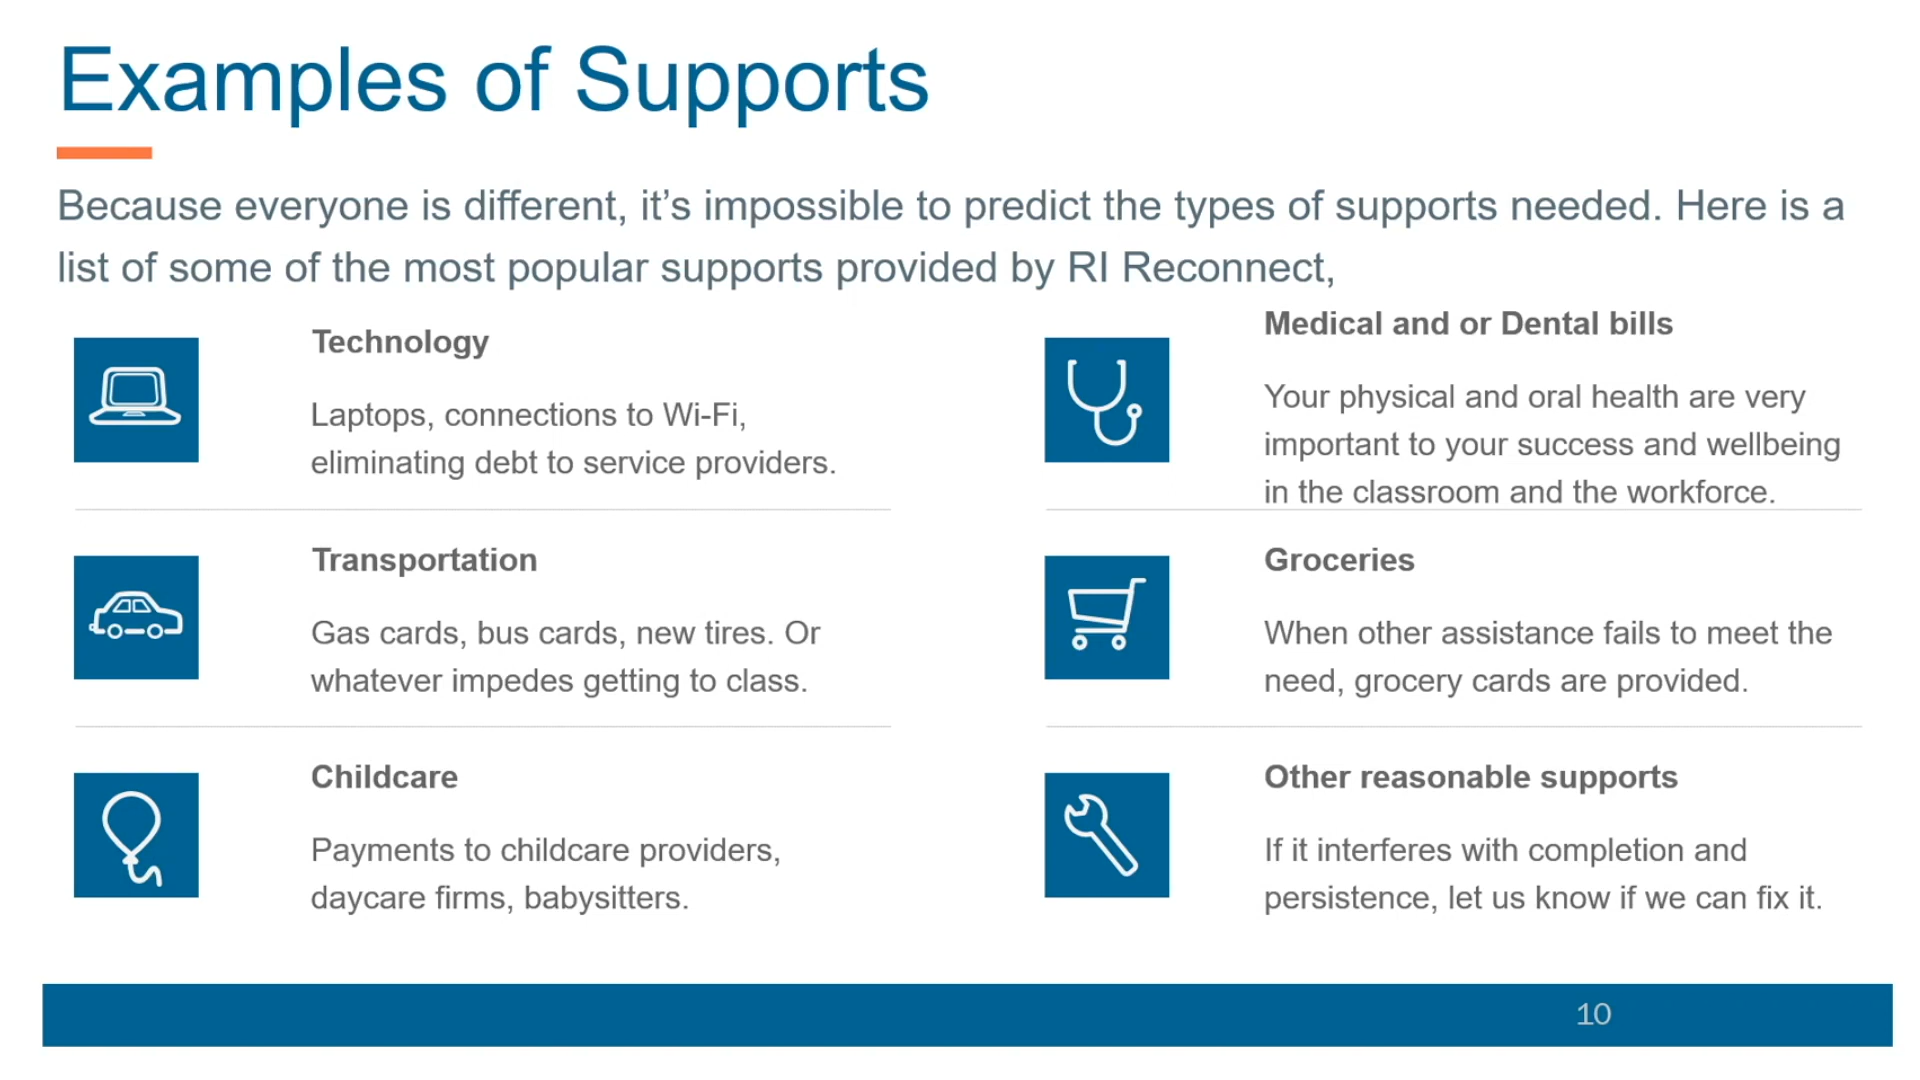 Examples of Supports
Because everyone is different, it’s impossible to predict the types of supports needed. Here is a
list of some of the most popular supports provided by RI Reconnect,
Technology
Laptops, connections to Wi-Fi,
eliminating debt to service providers.
Transportation
Gas cards, bus cards, new tires. Or
whatever impedes getting to class.
Childcare
Payments to childcare providers,
daycare firms, babysitters.
Medical and or Dental bills
Your physical and oral health are very
important to your success and wellbeing
in the classroom and the workforce.
Groceries
When other assistance fails to meet the
need, grocery cards are provided.
Other reasonable supports
If it interferes with completion and
persistence, let us know if we can fix it.
10